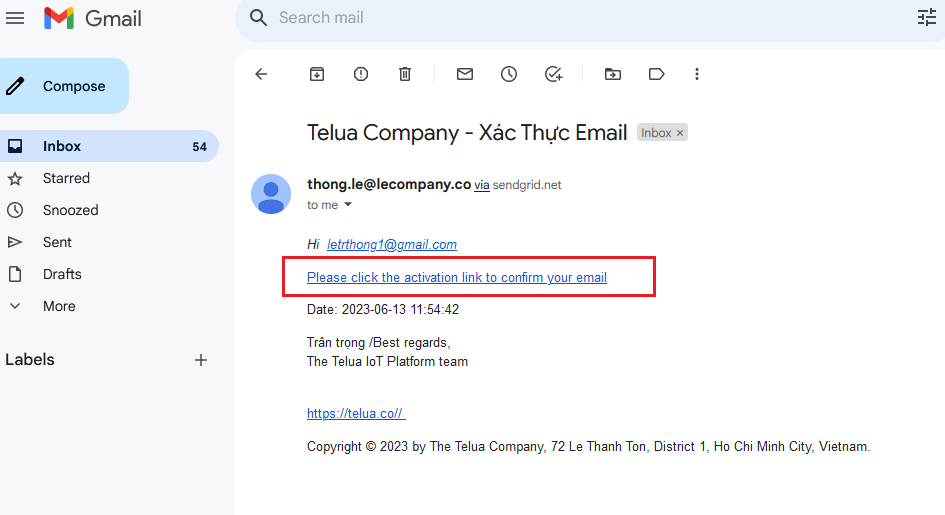 Gmail
Search mail
Compose
Inbox 54
Starred
Snoozed
Sent
Drafts
More
Labels
Telua Company - Xác Thực Email Inbox ×
thong.le@lecompany.co via sendgrid.net
to me
Hi letrthong1@gmail.com
Please click the activation link to confirm your email
Date: 2023-06-13 11:54:42
Trân trọng /Best regards,
The Telua IoT Platform team
https://telua.co//
Copyright © 2023 by The Telua Company, 72 Le Thanh Ton, District 1, Ho Chi Minh City, Vietnam.